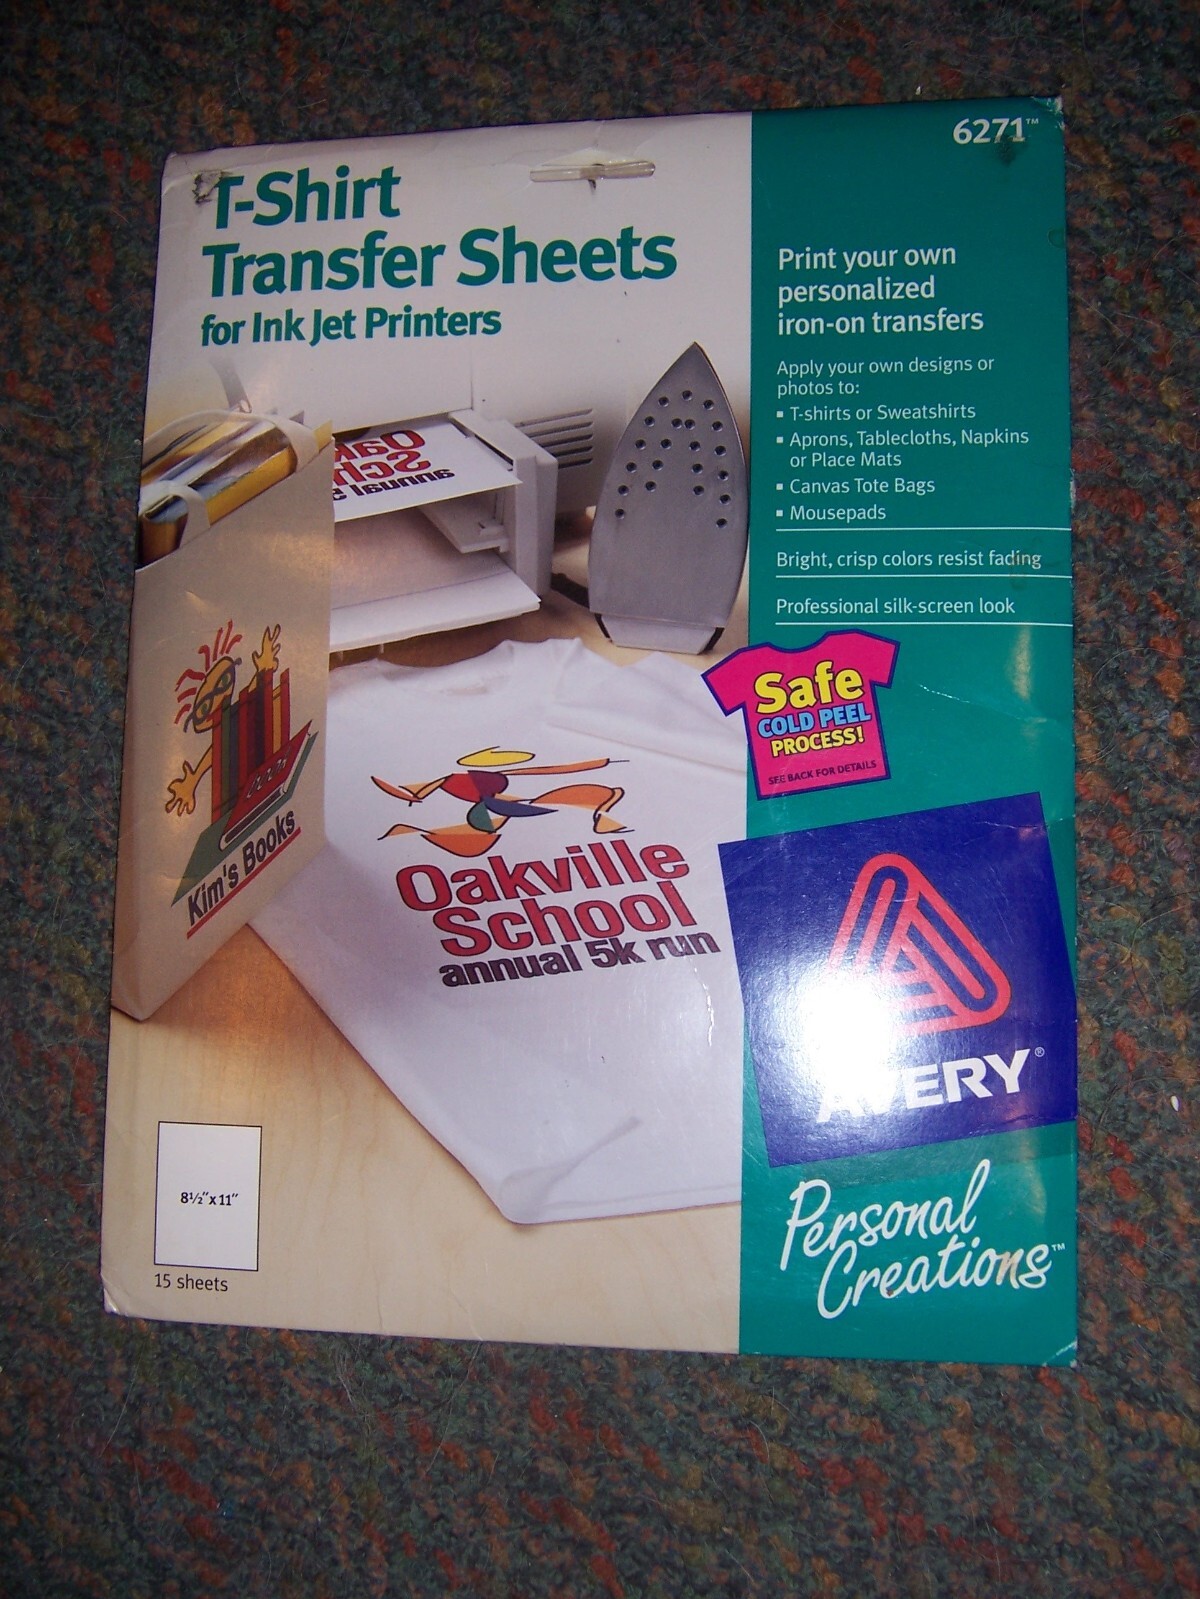 6271™
T-Shirt
Transfer Sheets
for Ink Jet Printers
Print your own
personalized
iron-on transfers
Apply your own designs or
photos to:
▪ T-shirts or Sweatshirts
▪ Aprons, Tablecloths, Napkins
or Place Mats
▪ Canvas Tote Bags
▪ Mousepads
Bright, crisp colors resist fading
Professional silk-screen look
Safe
COLD PEEL
PROCESS!
SEE BACK FOR DETAILS
Kim's Books
Oakville
School
annual 5k run
AVERY®
Personal
Creations™
8½" x 11"
15 sheets